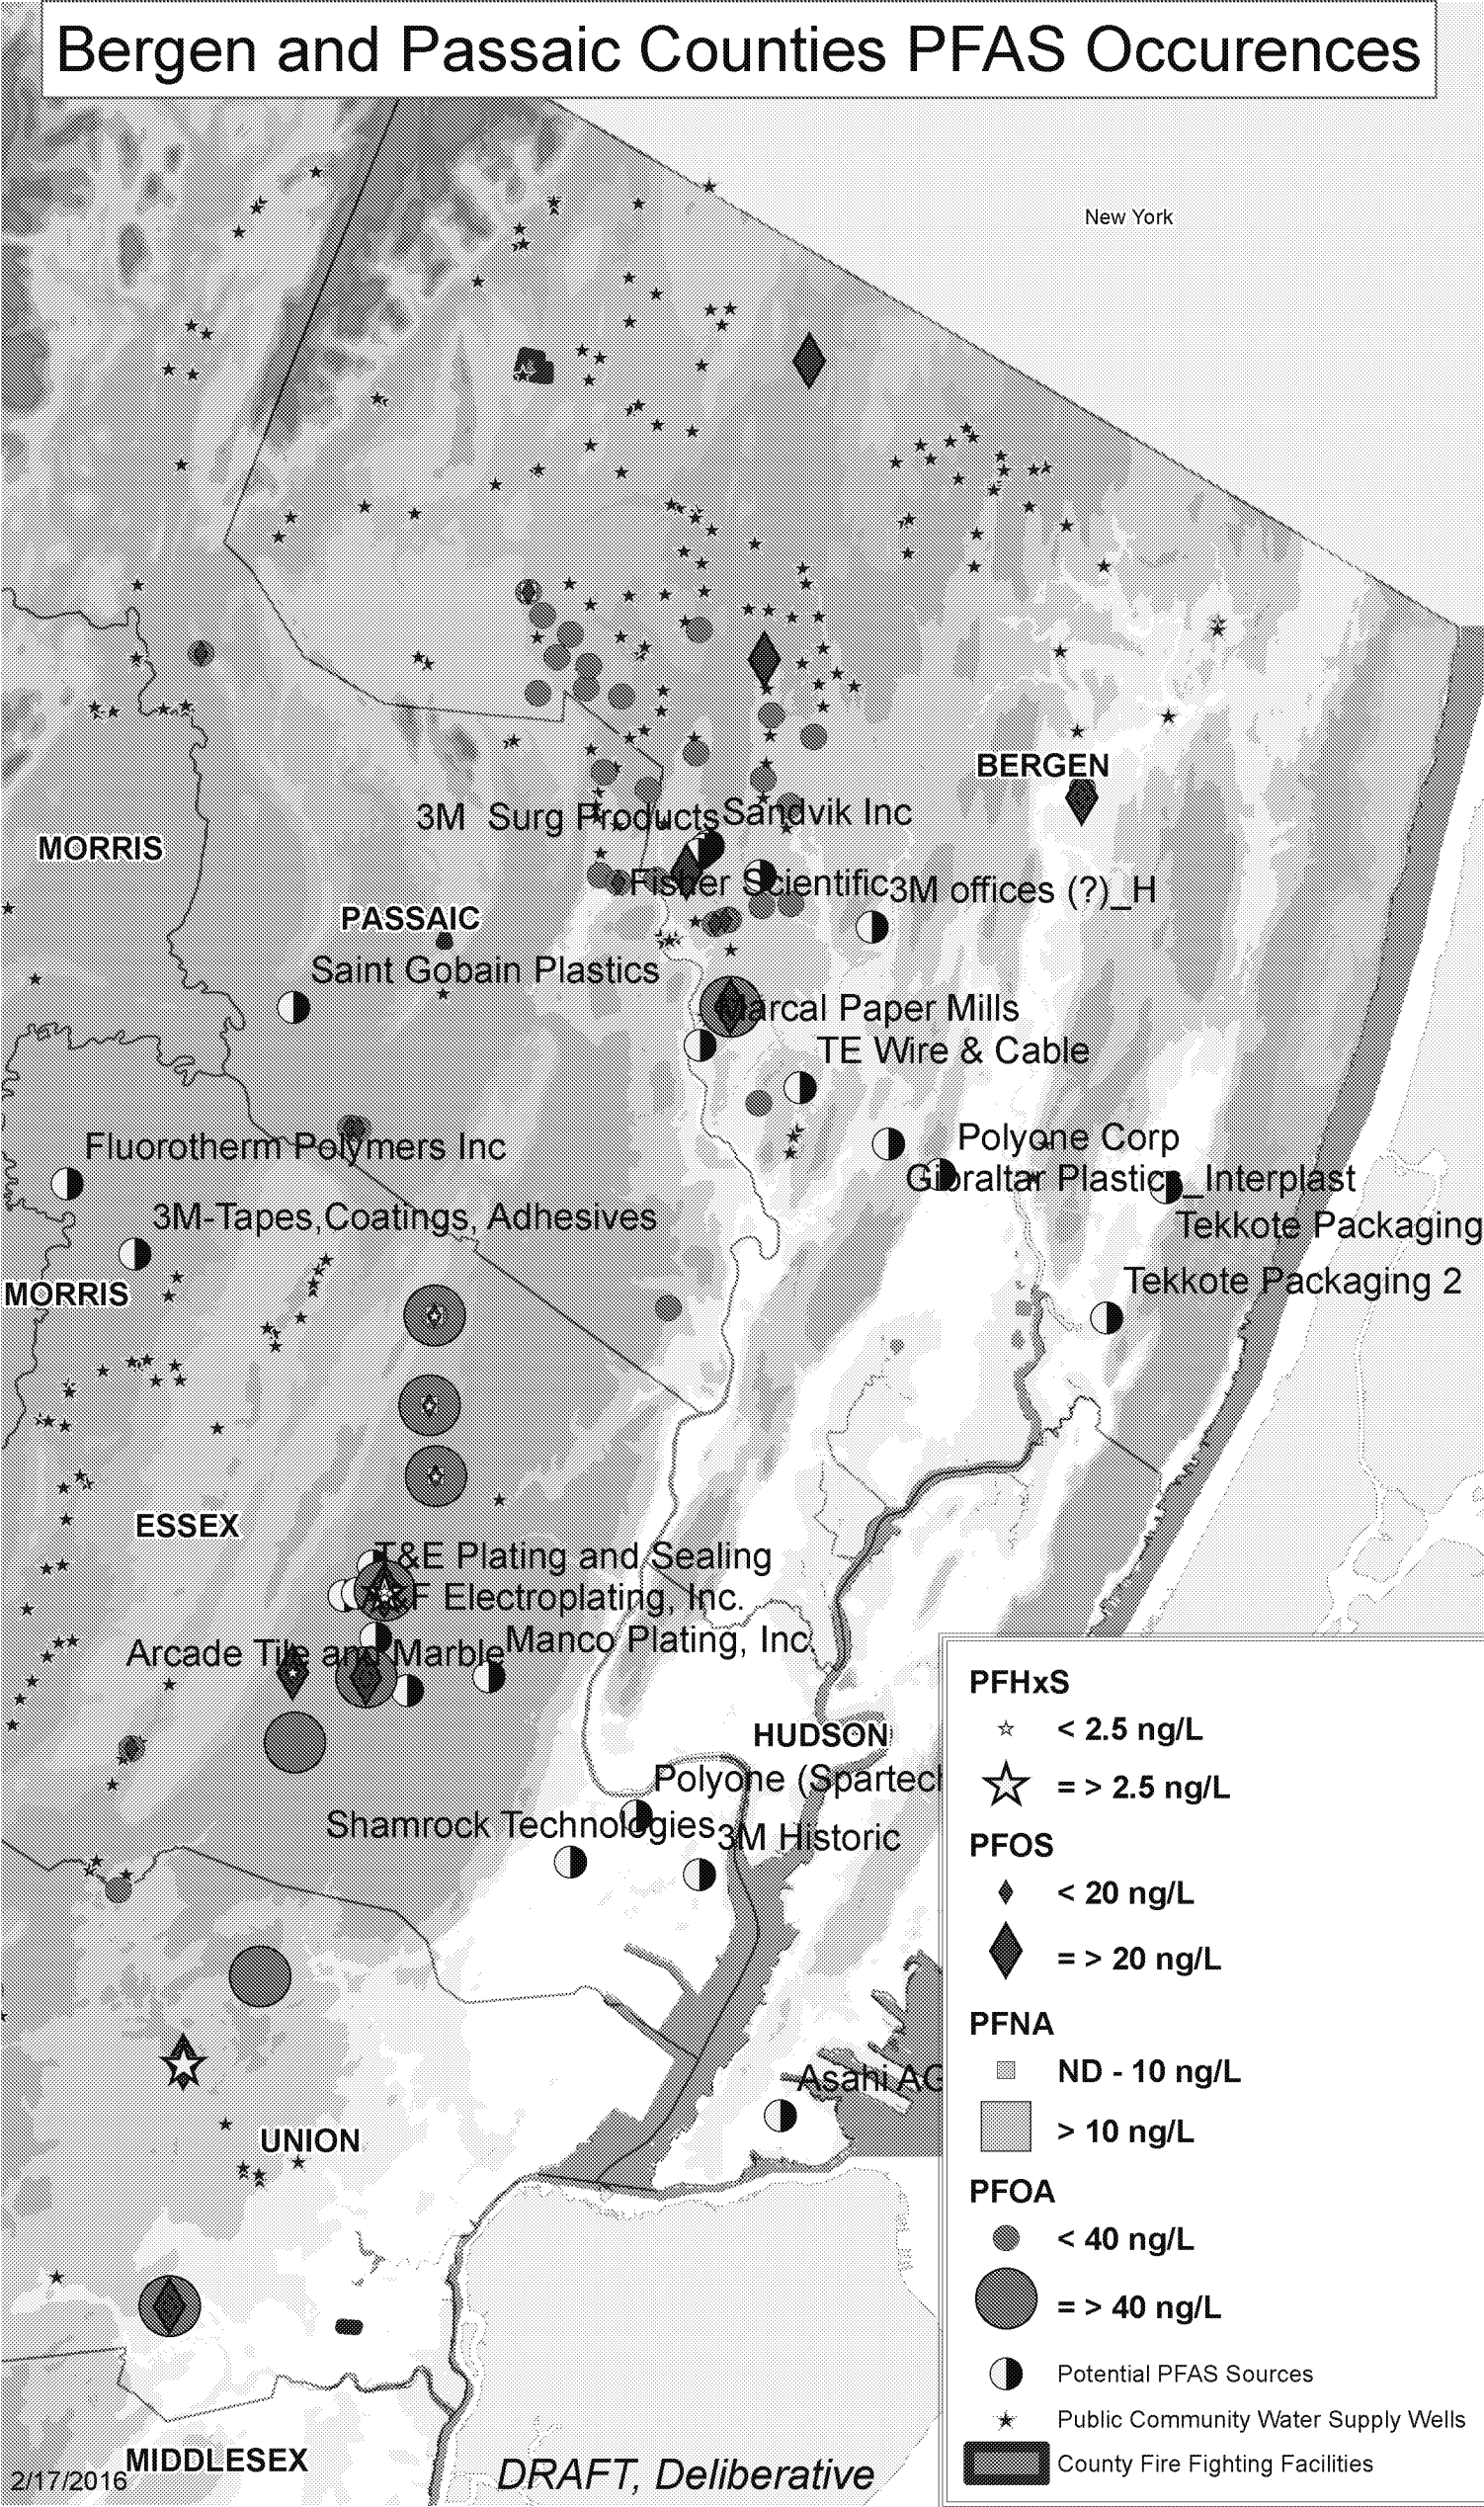 Bergen and Passaic Counties PFAS Occurences
New York
BERGEN
3M Surg Products
Sandvik Inc
MORRIS
Fisher Scientific
3M offices (?)_H
PASSAIC
Saint Gobain Plastics
Marcal Paper Mills
TE Wire & Cable
Fluorotherm Polymers Inc
Polyone Corp
Gibraltar Plastics_Interplast
3M-Tapes,Coatings, Adhesives
Tekkote Packaging
MORRIS
Tekkote Packaging 2
ESSEX
T&E Plating and Sealing
A&F Electroplating, Inc.
Arcade Tile and Marble
Manco Plating, Inc.
HUDSON
Polyone (Spartech
Shamrock Technologies
3M Historic
Asahi AG
UNION
MIDDLESEX
2/17/2016
DRAFT, Deliberative
PFHxS
< 2.5 ng/L
= > 2.5 ng/L
PFOS
< 20 ng/L
= > 20 ng/L
PFNA
ND - 10 ng/L
> 10 ng/L
PFOA
< 40 ng/L
= > 40 ng/L
Potential PFAS Sources
Public Community Water Supply Wells
County Fire Fighting Facilities